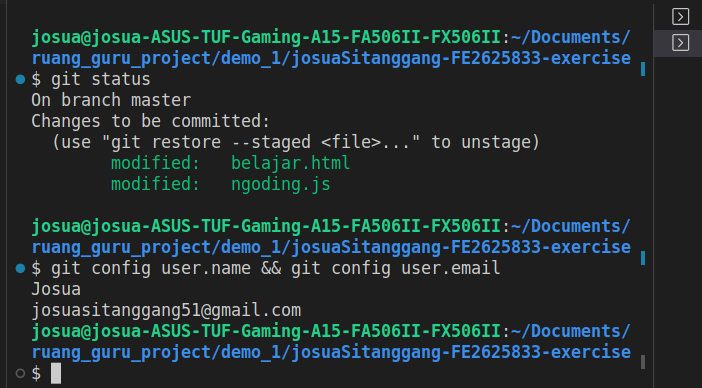 josua@josua-ASUS-TUF-Gaming-A15-FA506II-FX506II:~/Documents/
ruang_guru_project/demo_1/josuaSitanggang-FE2625833-exercise
$ git status
On branch master
Changes to be committed:
  (use "git restore --staged <file>..." to unstage)
        modified:   belajar.html
        modified:   ngoding.js

josua@josua-ASUS-TUF-Gaming-A15-FA506II-FX506II:~/Documents/
ruang_guru_project/demo_1/josuaSitanggang-FE2625833-exercise
$ git config user.name && git config user.email
Josua
josuasitanggang51@gmail.com
josua@josua-ASUS-TUF-Gaming-A15-FA506II-FX506II:~/Documents/
ruang_guru_project/demo_1/josuaSitanggang-FE2625833-exercise
$